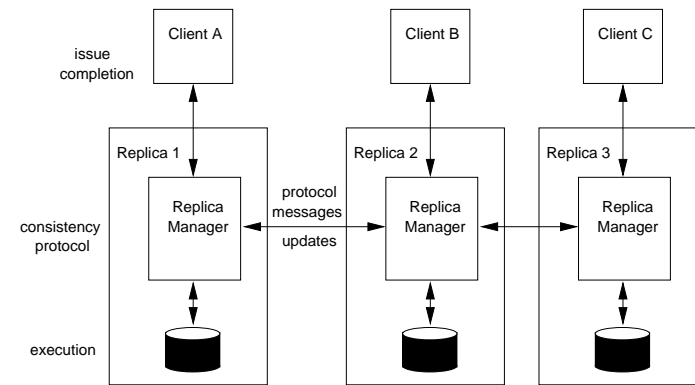 Client A
Client B
Client C
issue
completion
Replica 1
Replica 2
Replica 3
Replica
Manager
protocol
messages
updates
Replica
Manager
Replica
Manager
consistency
protocol
execution